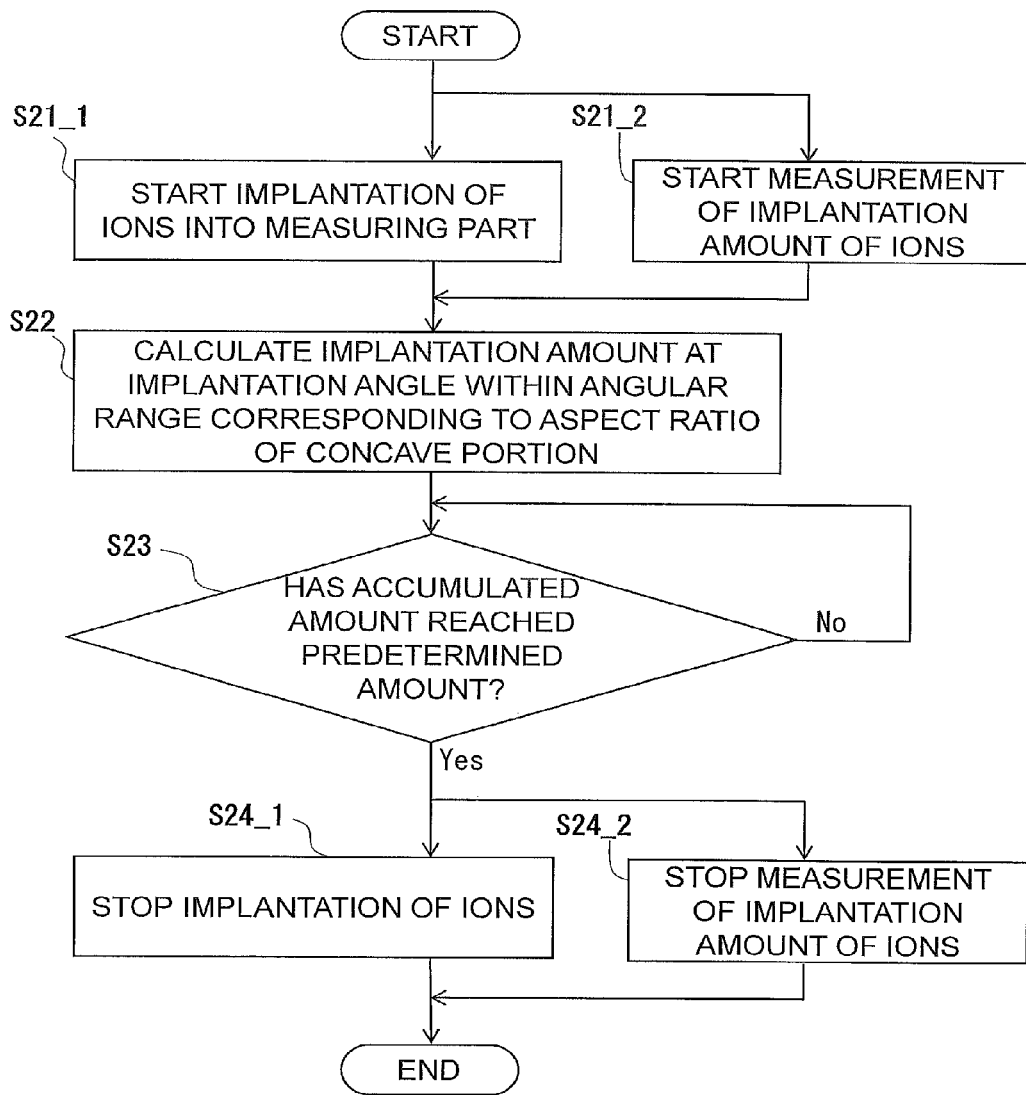 START
S21_1
S21_2
START IMPLANTATION OF
IONS INTO MEASURING PART
START MEASUREMENT
OF IMPLANTATION
AMOUNT OF IONS
S22
CALCULATE IMPLANTATION AMOUNT AT
IMPLANTATION ANGLE WITHIN ANGULAR
RANGE CORRESPONDING TO ASPECT RATIO
OF CONCAVE PORTION
S23
HAS ACCUMULATED
AMOUNT REACHED
PREDETERMINED
AMOUNT?
No
Yes
S24_1
S24_2
STOP IMPLANTATION OF IONS
STOP MEASUREMENT
OF IMPLANTATION
AMOUNT OF IONS
END